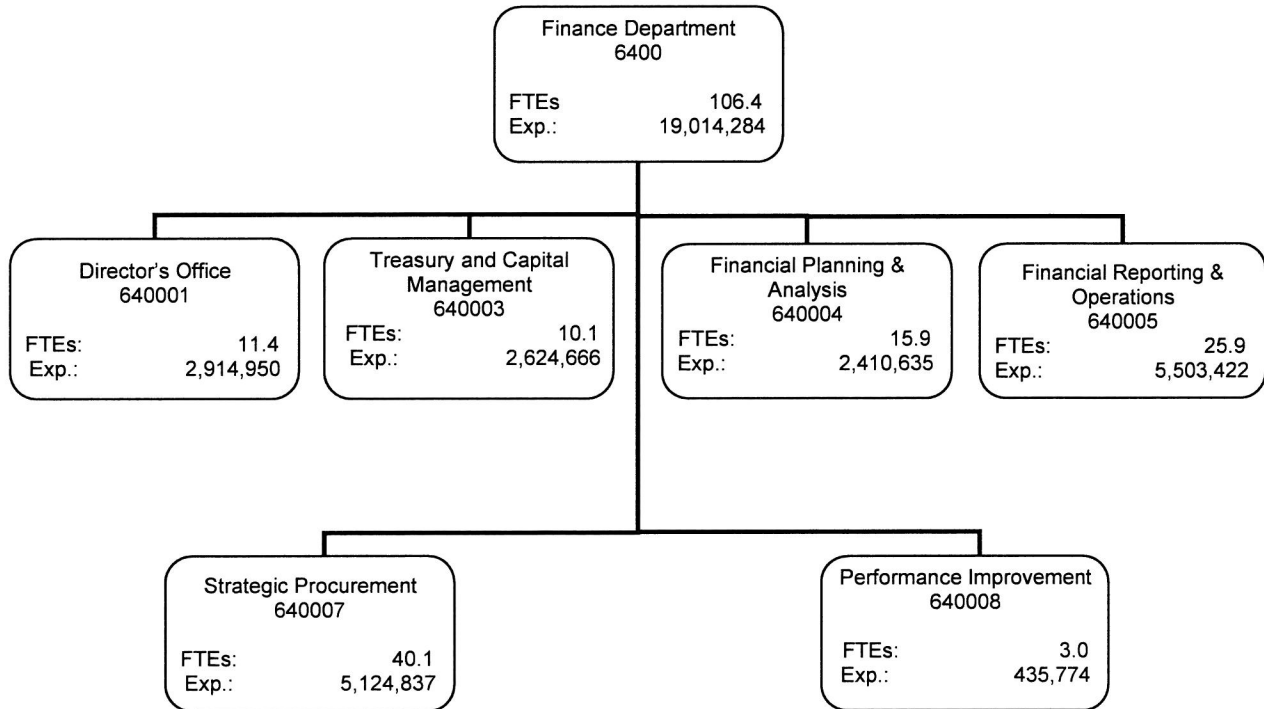 Finance Department
6400
FTEs 106.4
Exp.: 19,014,284
Director's Office
640001
FTEs: 11.4
Exp.: 2,914,950
Treasury and Capital
Management
640003
FTEs: 10.1
Exp.: 2,624,666
Financial Planning &
Analysis
640004
FTEs: 15.9
Exp.: 2,410,635
Financial Reporting &
Operations
640005
FTEs: 25.9
Exp.: 5,503,422
Strategic Procurement
640007
FTEs: 40.1
Exp.: 5,124,837
Performance Improvement
640008
FTEs: 3.0
Exp.: 435,774